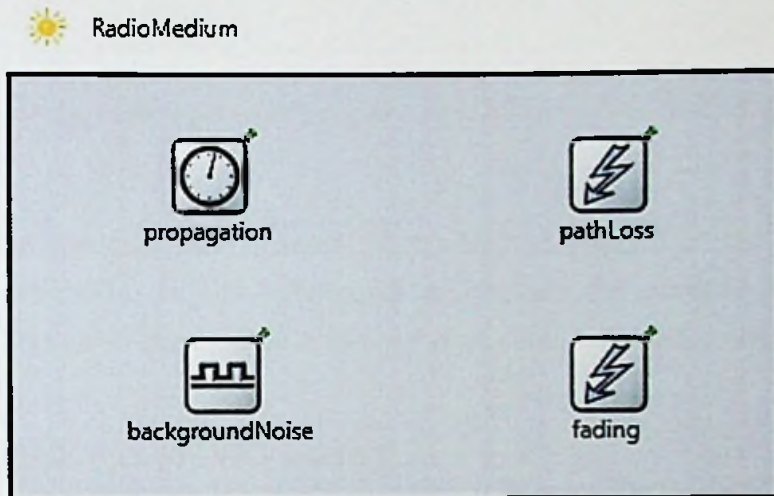 RadioMedium
propagation
pathLoss
backgroundNoise
fading